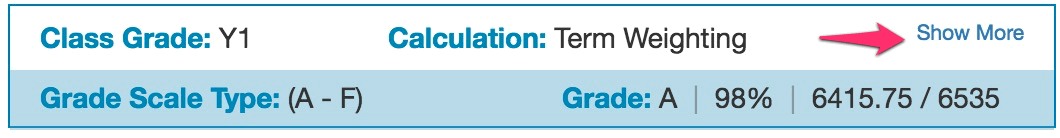 Class Grade: Y1 Calculation: Term Weighting Show More
Grade Scale Type: (A - F) Grade: A | 98% | 6415.75 / 6535